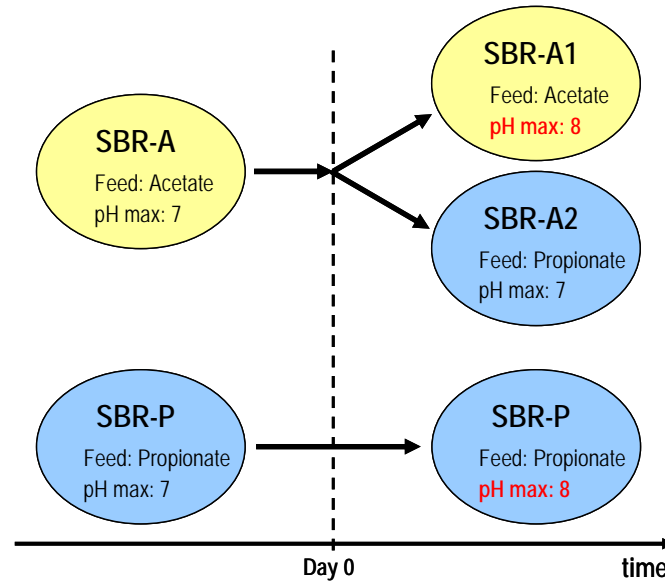 SBR-A
Feed: Acetate
pH max: 7
SBR-A1
Feed: Acetate
pH max: 8
SBR-A2
Feed: Propionate
pH max: 7
SBR-P
Feed: Propionate
pH max: 7
SBR-P
Feed: Propionate
pH max: 8
Day 0
time